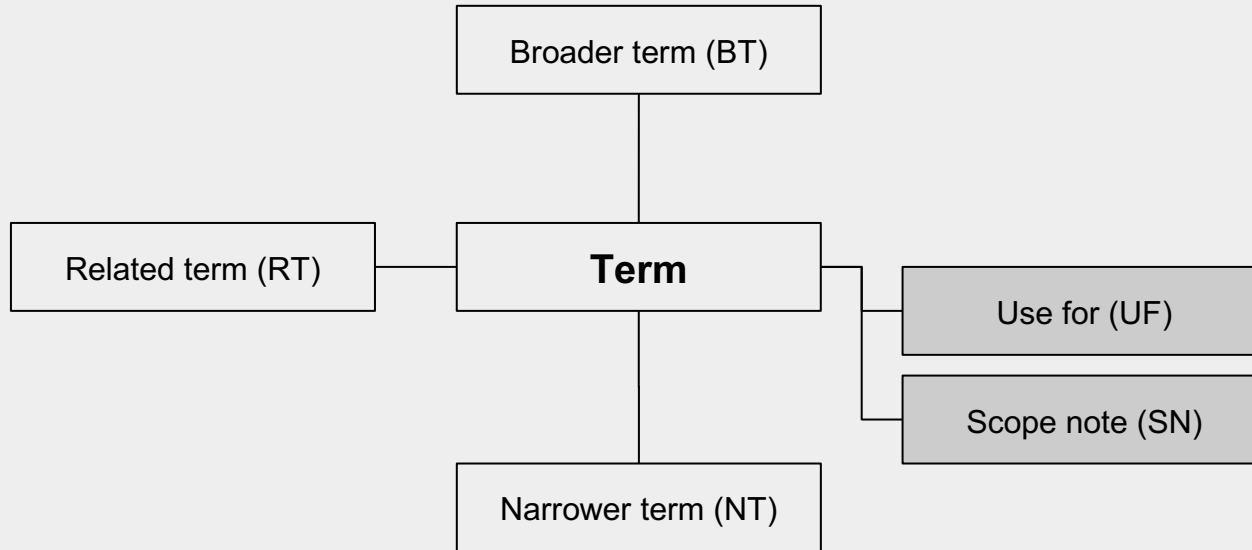 Broader term (BT)
Related term (RT)
Term
Use for (UF)
Scope note (SN)
Narrower term (NT)